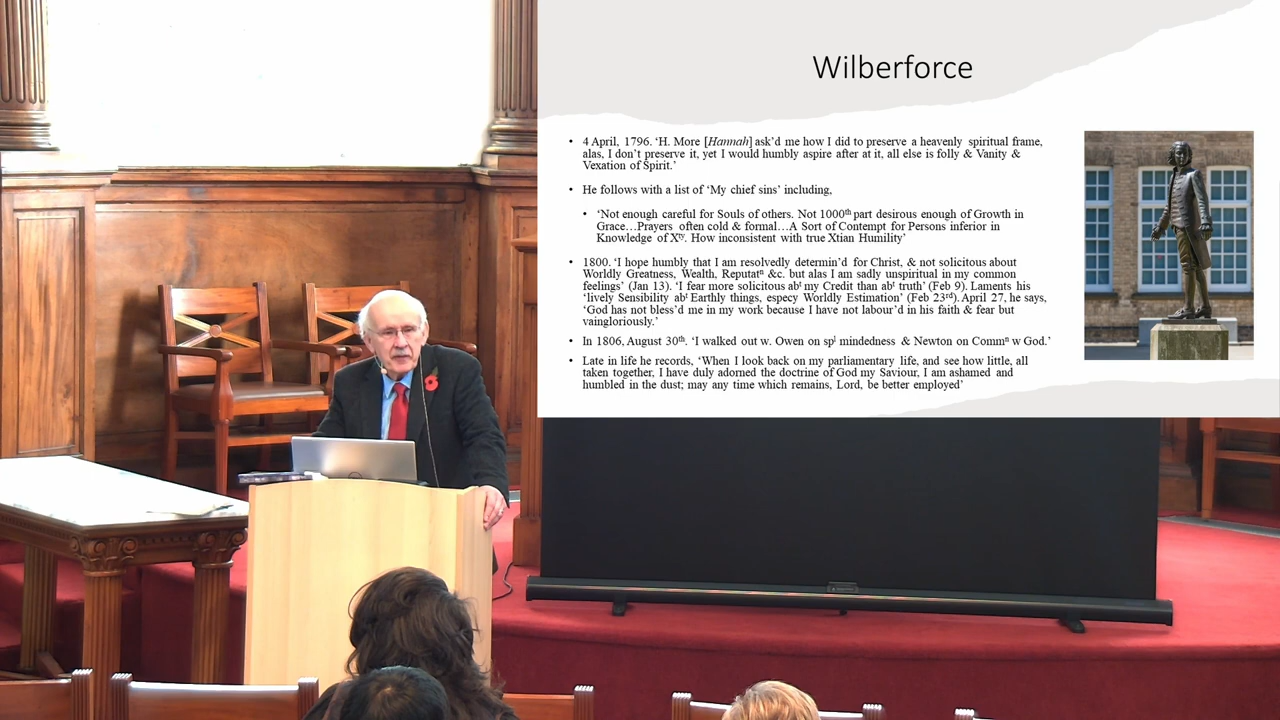 Wilberforce
• 4 April, 1796. ‘H. More [Hannah] ask’d me how I did to preserve a heavenly spiritual frame,
alas, I don’t preserve it, yet I would humbly aspire after at it, all else is folly & Vanity &
Vexation of Spirit.’
• He follows with a list of ‘My chief sins’ including,
• ‘Not enough careful for Souls of others. Not 1000th part desirous enough of Growth in
Grace…Prayers often cold & formal…A Sort of Contempt for Persons inferior in
Knowledge of Xty. How inconsistent with true Xtian Humility’
• 1800. ‘I hope humbly that I am resolvedly determin’d for Christ, & not solicitous about
Worldly Greatness, Wealth, Reputatn &c. but alas I am sadly unspiritual in my common
feelings’ (Jan 13). ‘I fear more solicitous abt my Credit than abt truth’ (Feb 9). Laments his
‘lively Sensibility abt Earthly things, especy Worldly Estimation’ (Feb 23rd). April 27, he says,
‘God has not bless’d me in my work because I have not labour’d in his faith & fear but
vaingloriously.’
• In 1806, August 30th. ‘I walked out w. Owen on spl mindedness & Newton on Commn w God.’
• Late in life he records, ‘When I look back on my parliamentary life, and see how little, all
taken together, I have duly adorned the doctrine of God my Saviour, I am ashamed and
humbled in the dust; may any time which remains, Lord, be better employed’